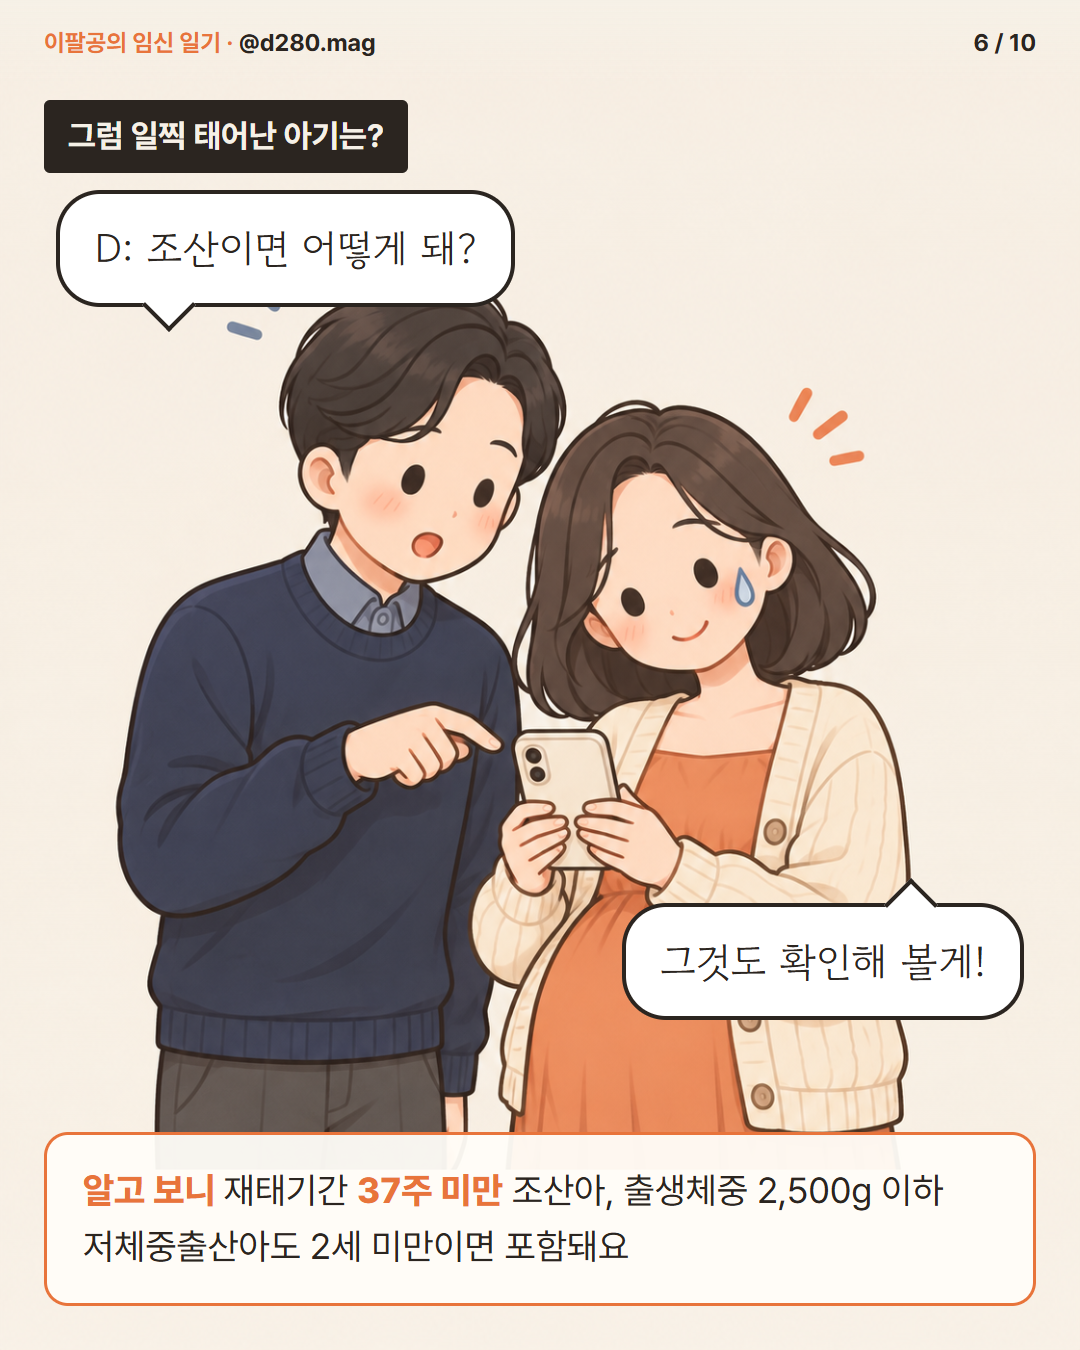 이팔공의 임신 일기 · @d280.mag
6 / 10
그럼 일찍 태어난 아기는?
D: 조산이면 어떻게 돼?
그것도 확인해 볼게!
알고 보니 재태기간 37주 미만 조산아, 출생체중 2,500g 이하
저체중출산아도 2세 미만이면 포함돼요